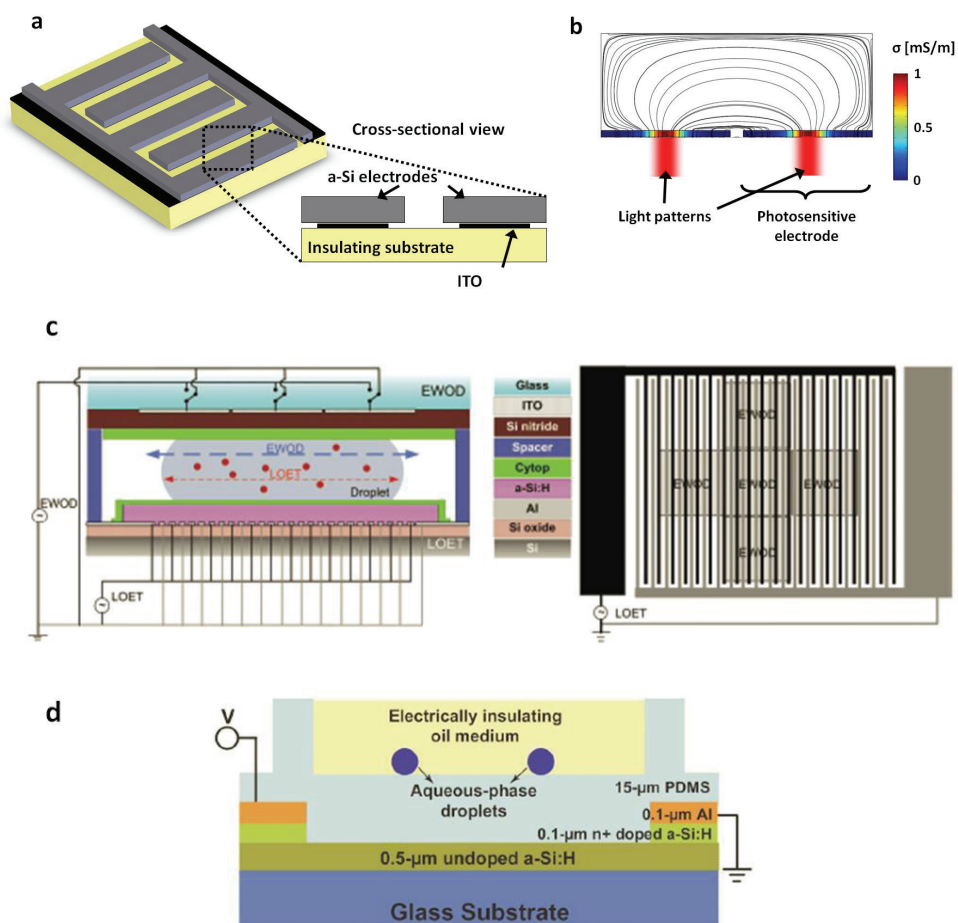 a
Cross-sectional view
a-Si electrodes
Insulating substrate
ITO
b
σ [mS/m]
1
0.5
0
Light patterns
Photosensitive
electrode
c
EWOD
EWOD
LOET
Droplet
EWOD
LOET
LOET
Glass
ITO
Si nitride
Spacer
Cytop
a-Si:H
Al
Si oxide
Si
EWOD
EWOD
EWOD
EWOD
EWOD
LOET
d
V
Electrically insulating
oil medium
Aqueous-phase
droplets
15-μm PDMS
0.1-μm Al
0.1-μm n+ doped a-Si:H
0.5-μm undoped a-Si:H
Glass Substrate